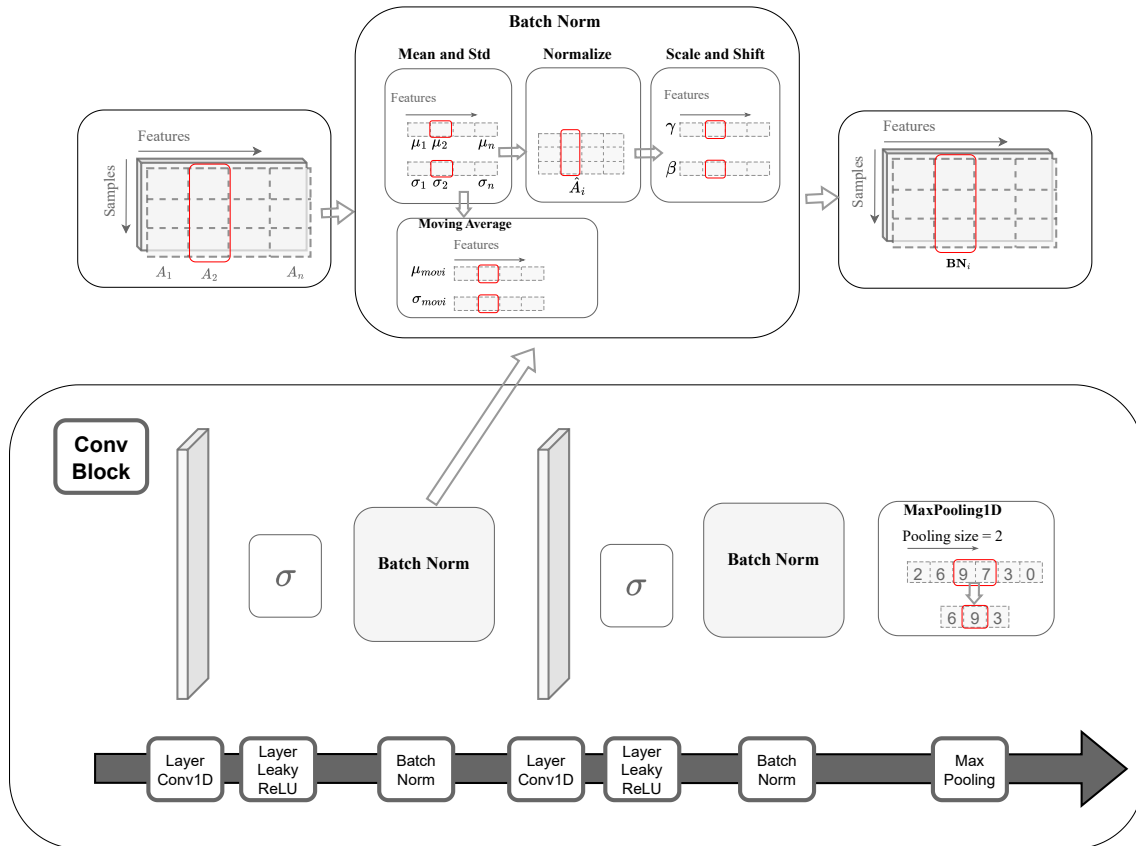 Batch Norm
Mean and Std
Normalize
Scale and Shift
Features
μ1 μ2 μn
σ1 σ2 σn
Âi
Features
γ
β
Moving Average
Features
μmovi
σmovi
Features
Samples
A1 A2 An
Features
Samples
BNi
Conv
Block
σ
Batch Norm
σ
Batch Norm
MaxPooling1D
Pooling size = 2
2 6 9 7 3 0
6 9 3
Layer
Conv1D
Layer
Leaky
ReLU
Batch
Norm
Layer
Conv1D
Layer
Leaky
ReLU
Batch
Norm
Max
Pooling